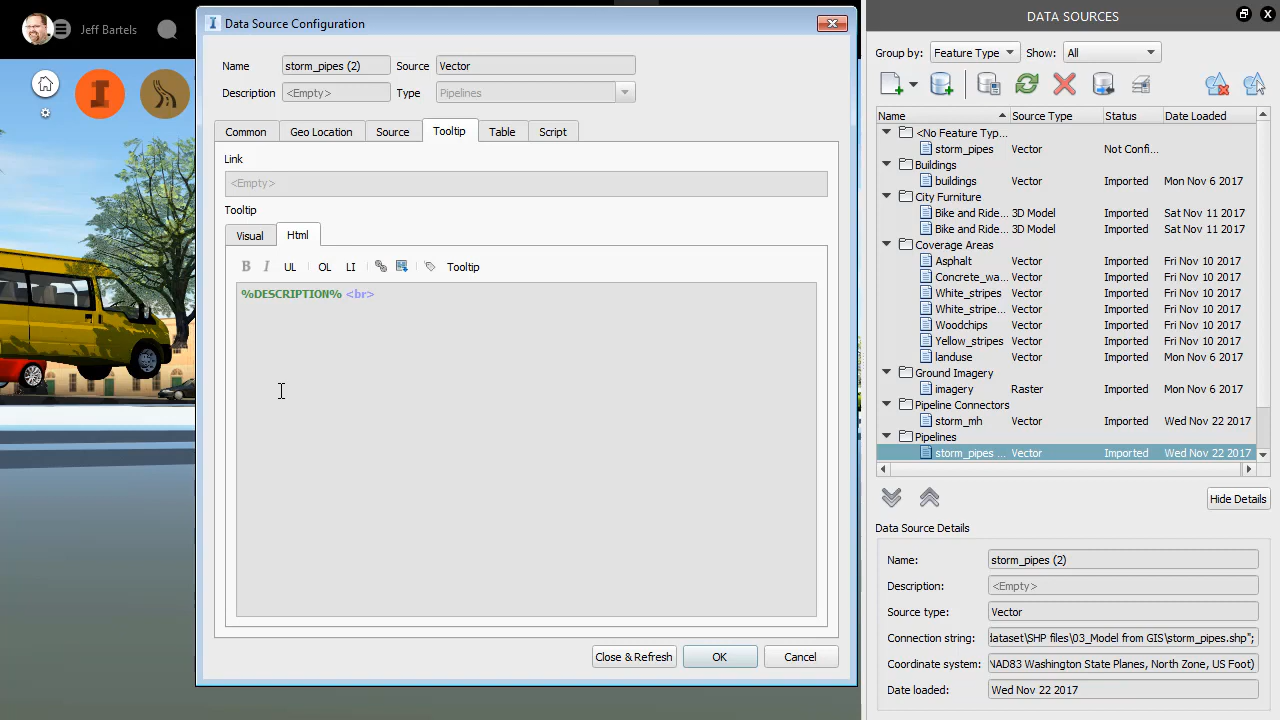 Jeff Bartels
Data Source Configuration
Name storm_pipes (2) Source Vector
Description <Empty> Type Pipelines
Common Geo Location Source Tooltip Table Script
Link
<Empty>
Tooltip
Visual Html
B I UL OL LI Tooltip
%DESCRIPTION% <br>
Close & Refresh OK Cancel
DATA SOURCES
Group by: Feature Type Show: All
Name Source Type Status Date Loaded
<No Feature Typ...
storm_pipes Vector Not Confi...
Buildings
buildings Vector Imported Mon Nov 6 2017
City Furniture
Bike and Ride... 3D Model Imported Sat Nov 11 2017
Bike and Ride... 3D Model Imported Sat Nov 11 2017
Coverage Areas
Asphalt Vector Imported Fri Nov 10 2017
Concrete_wa... Vector Imported Fri Nov 10 2017
White_stripes Vector Imported Fri Nov 10 2017
White_stripe... Vector Imported Fri Nov 10 2017
Woodchips Vector Imported Fri Nov 10 2017
Yellow_stripes Vector Imported Fri Nov 10 2017
landuse Vector Imported Fri Nov 10 2017
Ground Imagery
imagery Raster Imported Mon Nov 6 2017
Pipeline Connectors
storm_mh Vector Imported Wed Nov 22 2017
Pipelines
storm_pipes ... Vector Imported Wed Nov 22 2017
Hide Details
Data Source Details
Name: storm_pipes (2)
Description: <Empty>
Source type: Vector
Connection string: dataset\SHP files\03_Model from GIS\storm_pipes.shp";
Coordinate system: NAD83 Washington State Planes, North Zone, US Foot)
Date loaded: Wed Nov 22 2017